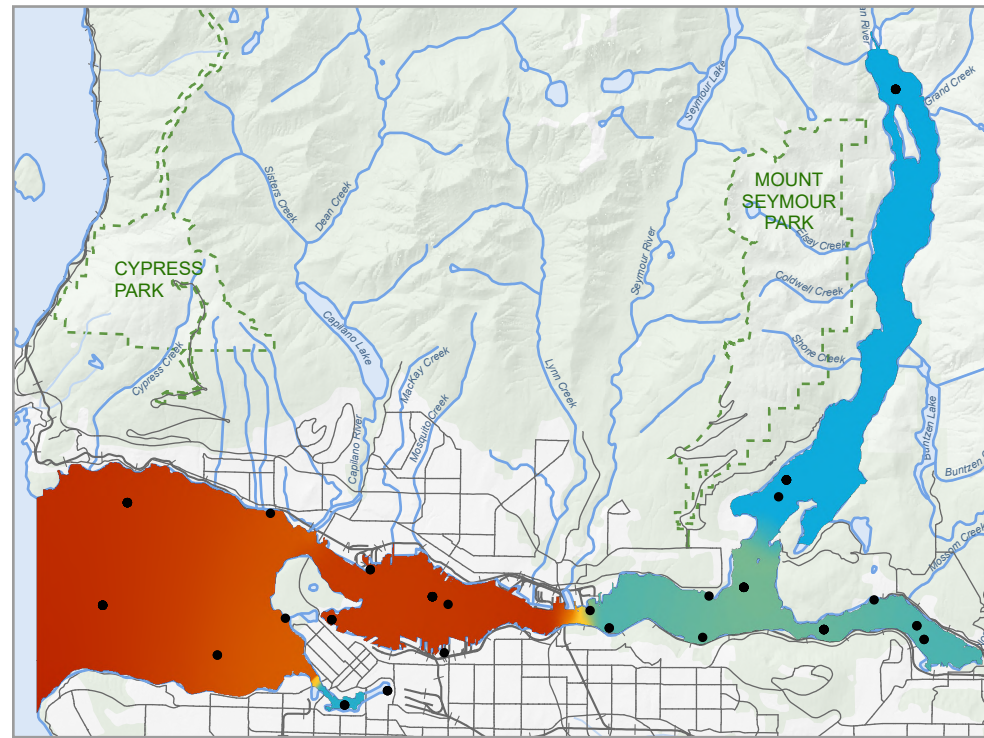 an River
Grand Creek
Seymour Lake
MOUNT
SEYMOUR
PARK
Sisters Creek
Dean Creek
Elsay Creek
Seymour River
CYPRESS
PARK
Coldwell Creek
Capilano Lake
Shone Creek
Cypress Creek
MacKay Creek
Lynn Creek
Mosquito Creek
Buntzen Lake
Capilano River
Buntzen
Mossom Creek